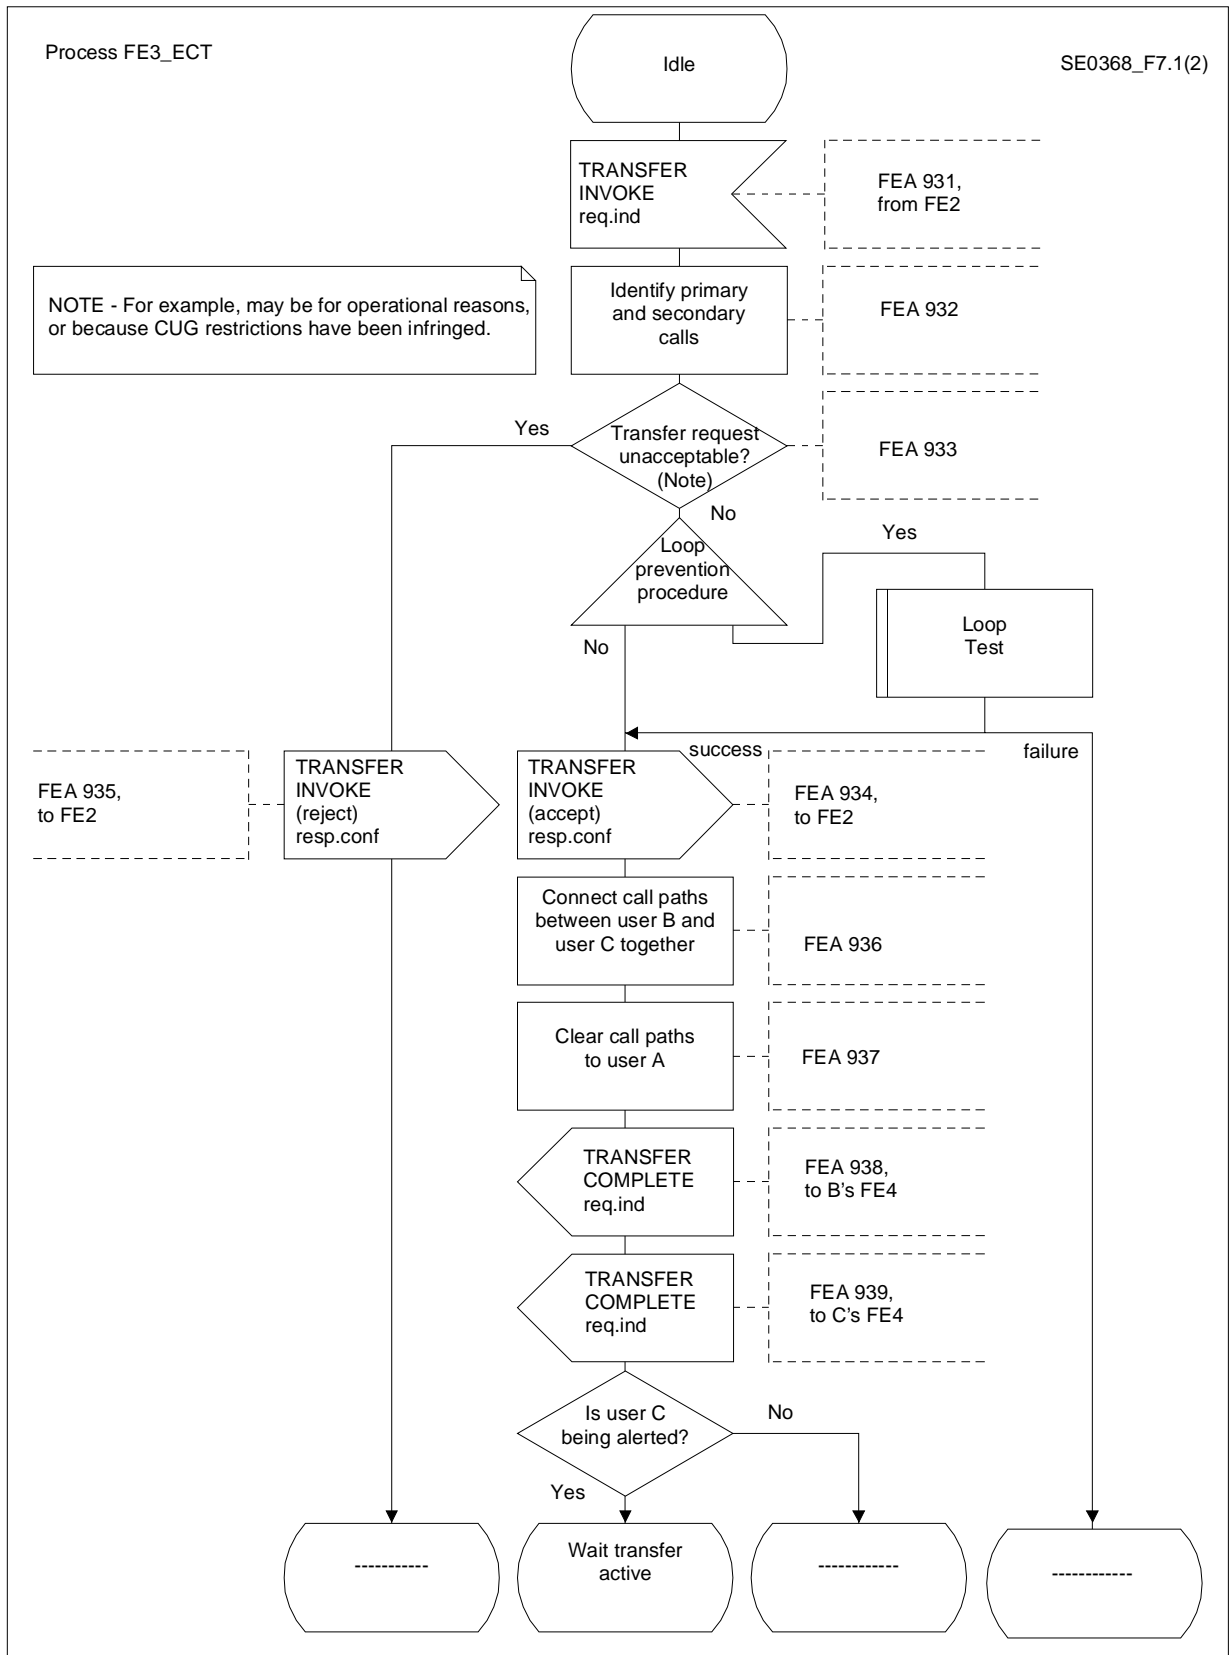 Process FE3_ECT
SE0368_F7.1(2)
Idle
TRANSFER
INVOKE
req.ind
FEA 931,
from FE2
NOTE - For example, may be for operational reasons,
or because CUG restrictions have been infringed.
Identify primary
and secondary
calls
FEA 932
Yes
Transfer request
unacceptable?
(Note)
FEA 933
No
Loop
prevention
procedure
Yes
No
Loop
Test
success
failure
FEA 935,
to FE2
TRANSFER
INVOKE
(reject)
resp.conf
TRANSFER
INVOKE
(accept)
resp.conf
FEA 934,
to FE2
Connect call paths
between user B and
user C together
FEA 936
Clear call paths
to user A
FEA 937
TRANSFER
COMPLETE
req.ind
FEA 938,
to B's FE4
TRANSFER
COMPLETE
req.ind
FEA 939,
to C's FE4
Is user C
being alerted?
No
Yes
-----------
Wait transfer
active
------------
------------